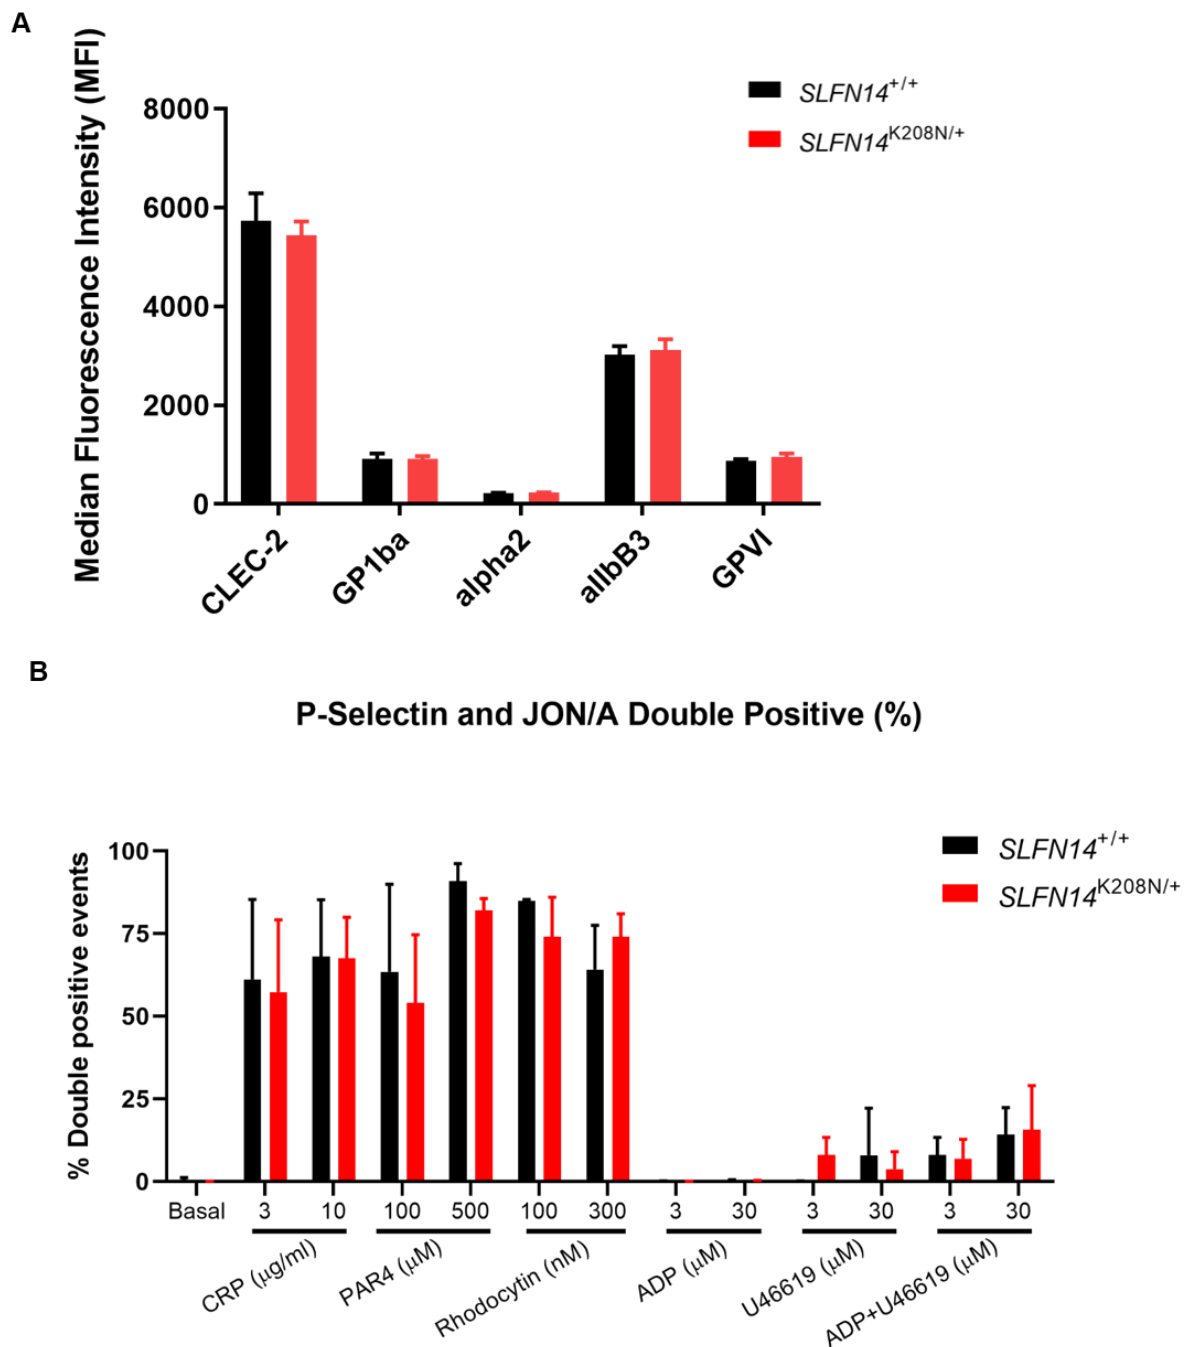 A
Median Fluorescence Intensity (MFI)
8000
6000
4000
2000
0
SLFN14+/+
SLFN14K208N/+
CLEC-2
GP1ba
alpha2
allbB3
GPVI
B
P-Selectin and JON/A Double Positive (%)
% Double positive events
100
75
50
25
0
SLFN14+/+
SLFN14K208N/+
Basal 3 10 100 500 100 300 3 30 3 30 3 30
CRP (μg/ml)
PAR4 (μM)
Rhodocytin (nM)
ADP (μM)
U46619 (μM)
ADP+U46619 (μM)